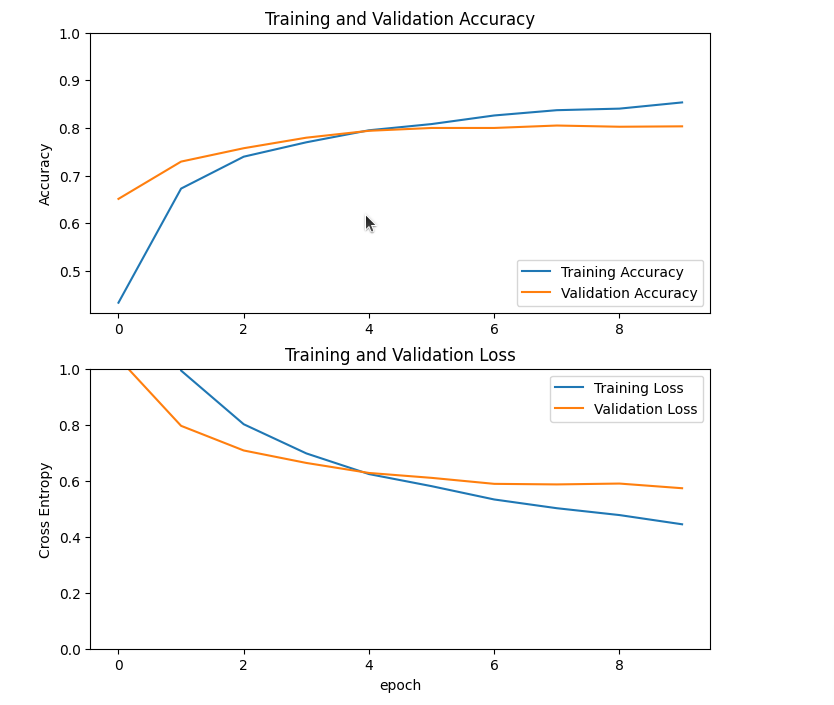 Training and Validation Accuracy
1.0
0.9
0.8
0.7
0.6
0.5
Accuracy
Training Accuracy
Validation Accuracy
0 2 4 6 8
Training and Validation Loss
1.0
0.8
0.6
0.4
0.2
0.0
Cross Entropy
Training Loss
Validation Loss
0 2 4 6 8
epoch